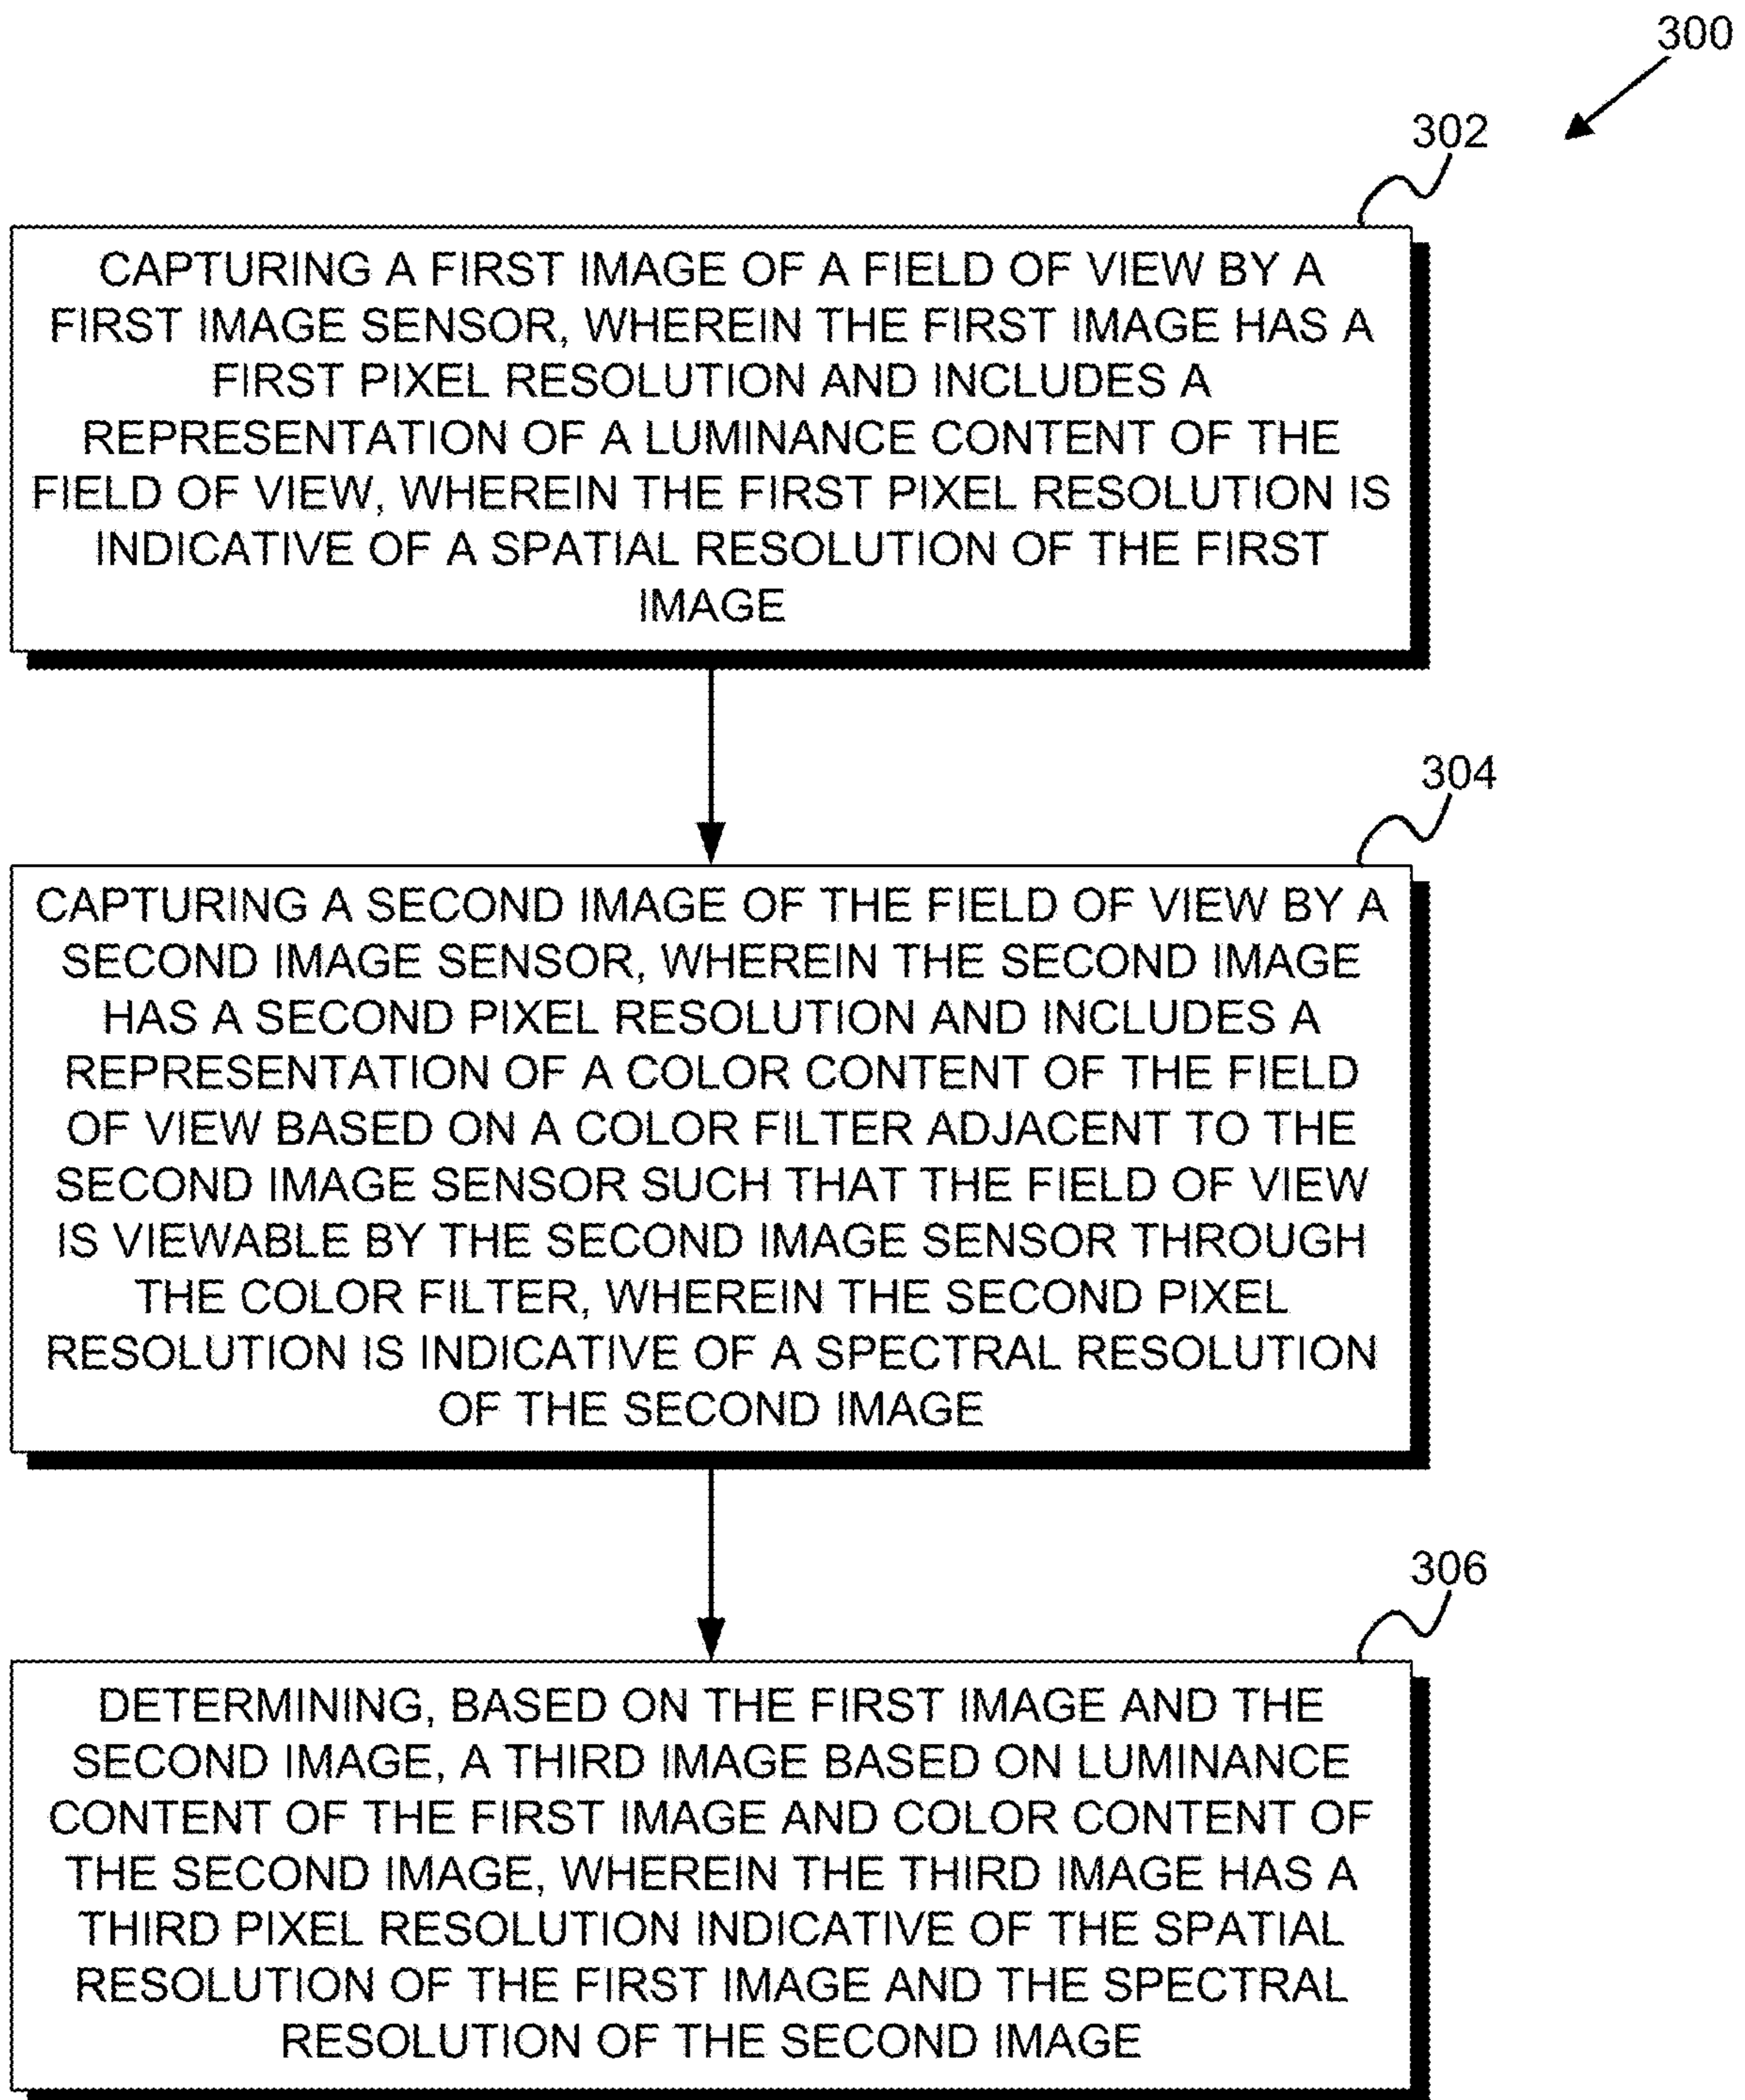 300
302
CAPTURING A FIRST IMAGE OF A FIELD OF VIEW BY A
FIRST IMAGE SENSOR, WHEREIN THE FIRST IMAGE HAS A
FIRST PIXEL RESOLUTION AND INCLUDES A
REPRESENTATION OF A LUMINANCE CONTENT OF THE
FIELD OF VIEW, WHEREIN THE FIRST PIXEL RESOLUTION IS
INDICATIVE OF A SPATIAL RESOLUTION OF THE FIRST
IMAGE
304
CAPTURING A SECOND IMAGE OF THE FIELD OF VIEW BY A
SECOND IMAGE SENSOR, WHEREIN THE SECOND IMAGE
HAS A SECOND PIXEL RESOLUTION AND INCLUDES A
REPRESENTATION OF A COLOR CONTENT OF THE FIELD
OF VIEW BASED ON A COLOR FILTER ADJACENT TO THE
SECOND IMAGE SENSOR SUCH THAT THE FIELD OF VIEW
IS VIEWABLE BY THE SECOND IMAGE SENSOR THROUGH
THE COLOR FILTER, WHEREIN THE SECOND PIXEL
RESOLUTION IS INDICATIVE OF A SPECTRAL RESOLUTION
OF THE SECOND IMAGE
306
DETERMINING, BASED ON THE FIRST IMAGE AND THE
SECOND IMAGE, A THIRD IMAGE BASED ON LUMINANCE
CONTENT OF THE FIRST IMAGE AND COLOR CONTENT OF
THE SECOND IMAGE, WHEREIN THE THIRD IMAGE HAS A
THIRD PIXEL RESOLUTION INDICATIVE OF THE SPATIAL
RESOLUTION OF THE FIRST IMAGE AND THE SPECTRAL
RESOLUTION OF THE SECOND IMAGE